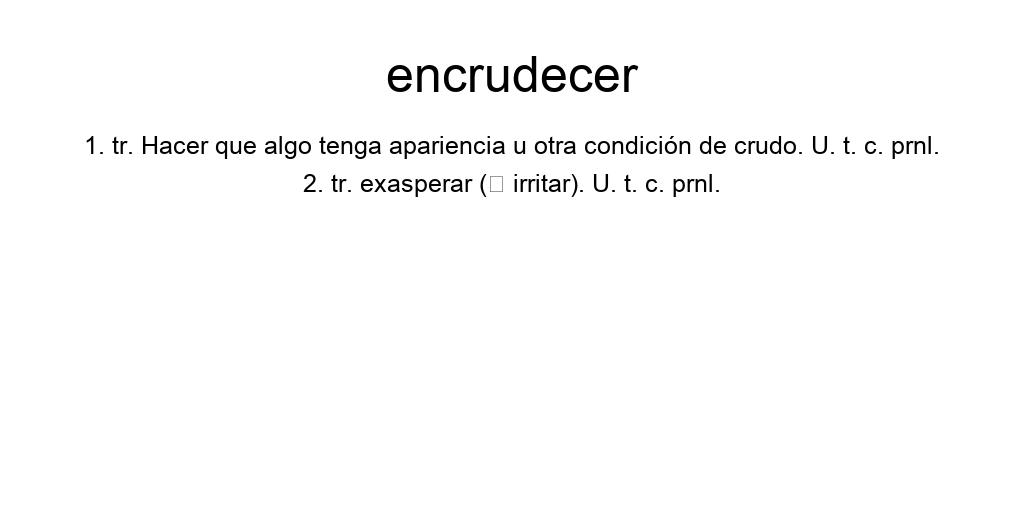 encrudecer
1. tr. Hacer que algo tenga apariencia u otra condición de crudo. U. t. c. prnl.
2. tr. exasperar (□ irritar). U. t. c. prnl.